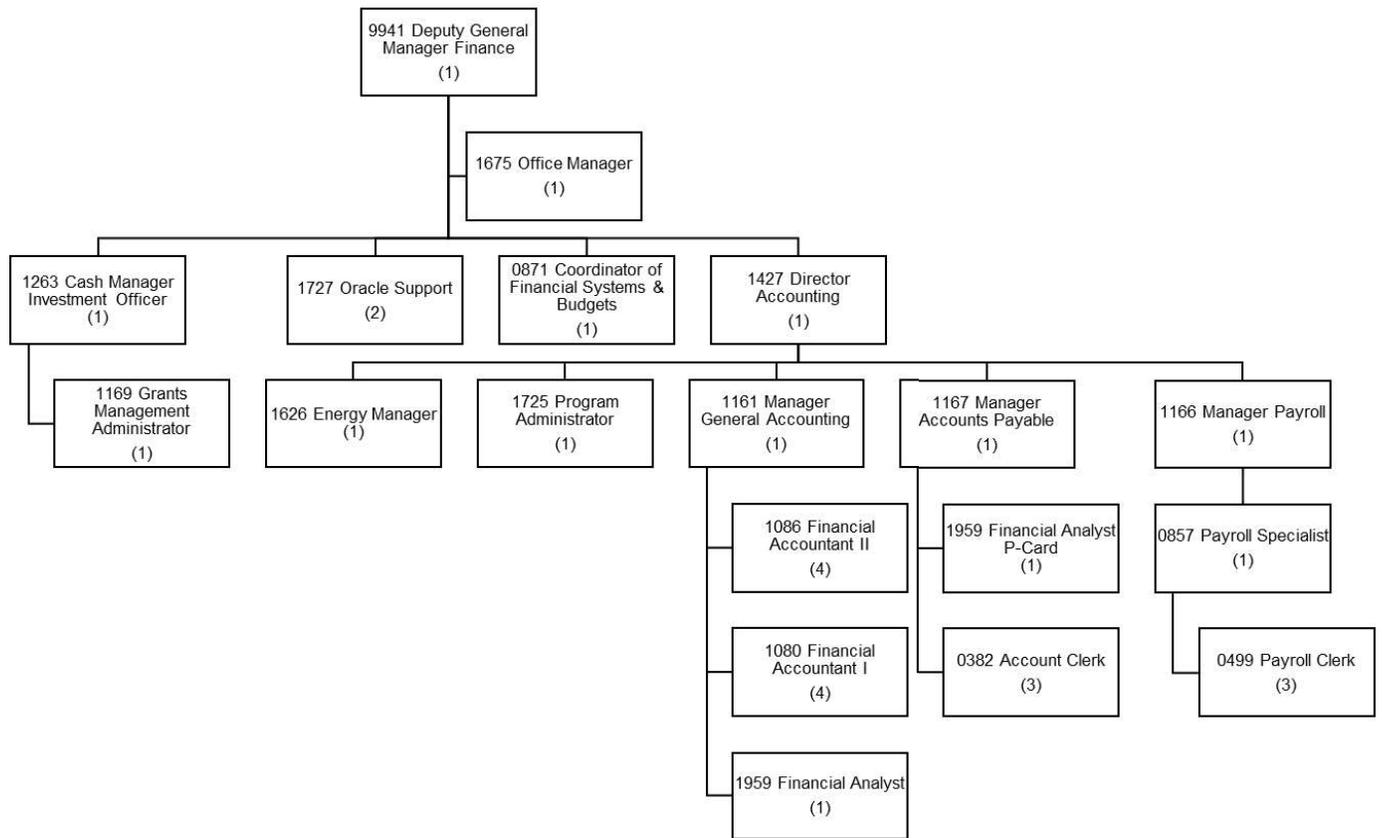 9941 Deputy General
Manager Finance
(1)
1675 Office Manager
(1)
1263 Cash Manager
Investment Officer
(1)
1727 Oracle Support
(2)
0871 Coordinator of
Financial Systems &
Budgets
(1)
1427 Director
Accounting
(1)
1169 Grants
Management
Administrator
(1)
1626 Energy Manager
(1)
1725 Program
Administrator
(1)
1161 Manager
General Accounting
(1)
1167 Manager
Accounts Payable
(1)
1166 Manager Payroll
(1)
1086 Financial
Accountant II
(4)
1959 Financial Analyst
P-Card
(1)
0857 Payroll Specialist
(1)
1080 Financial
Accountant I
(4)
0382 Account Clerk
(3)
0499 Payroll Clerk
(3)
1959 Financial Analyst
(1)